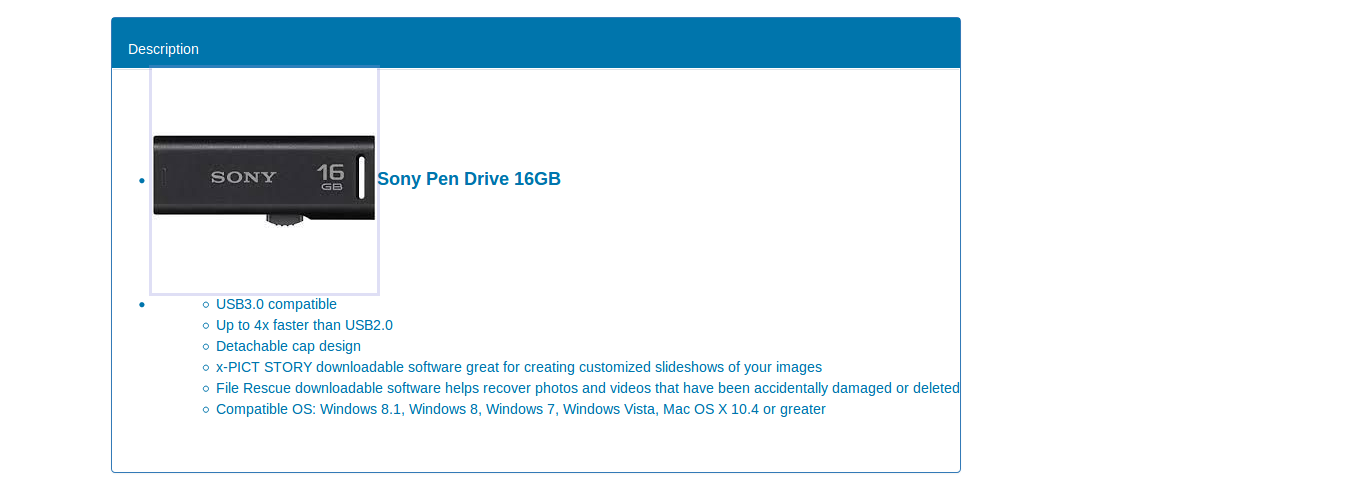 Description
SONY
16
GB
Sony Pen Drive 16GB
USB3.0 compatible
Up to 4x faster than USB2.0
Detachable cap design
x-PICT STORY downloadable software great for creating customized slideshows of your images
File Rescue downloadable software helps recover photos and videos that have been accidentally damaged or deleted
Compatible OS: Windows 8.1, Windows 8, Windows 7, Windows Vista, Mac OS X 10.4 or greater